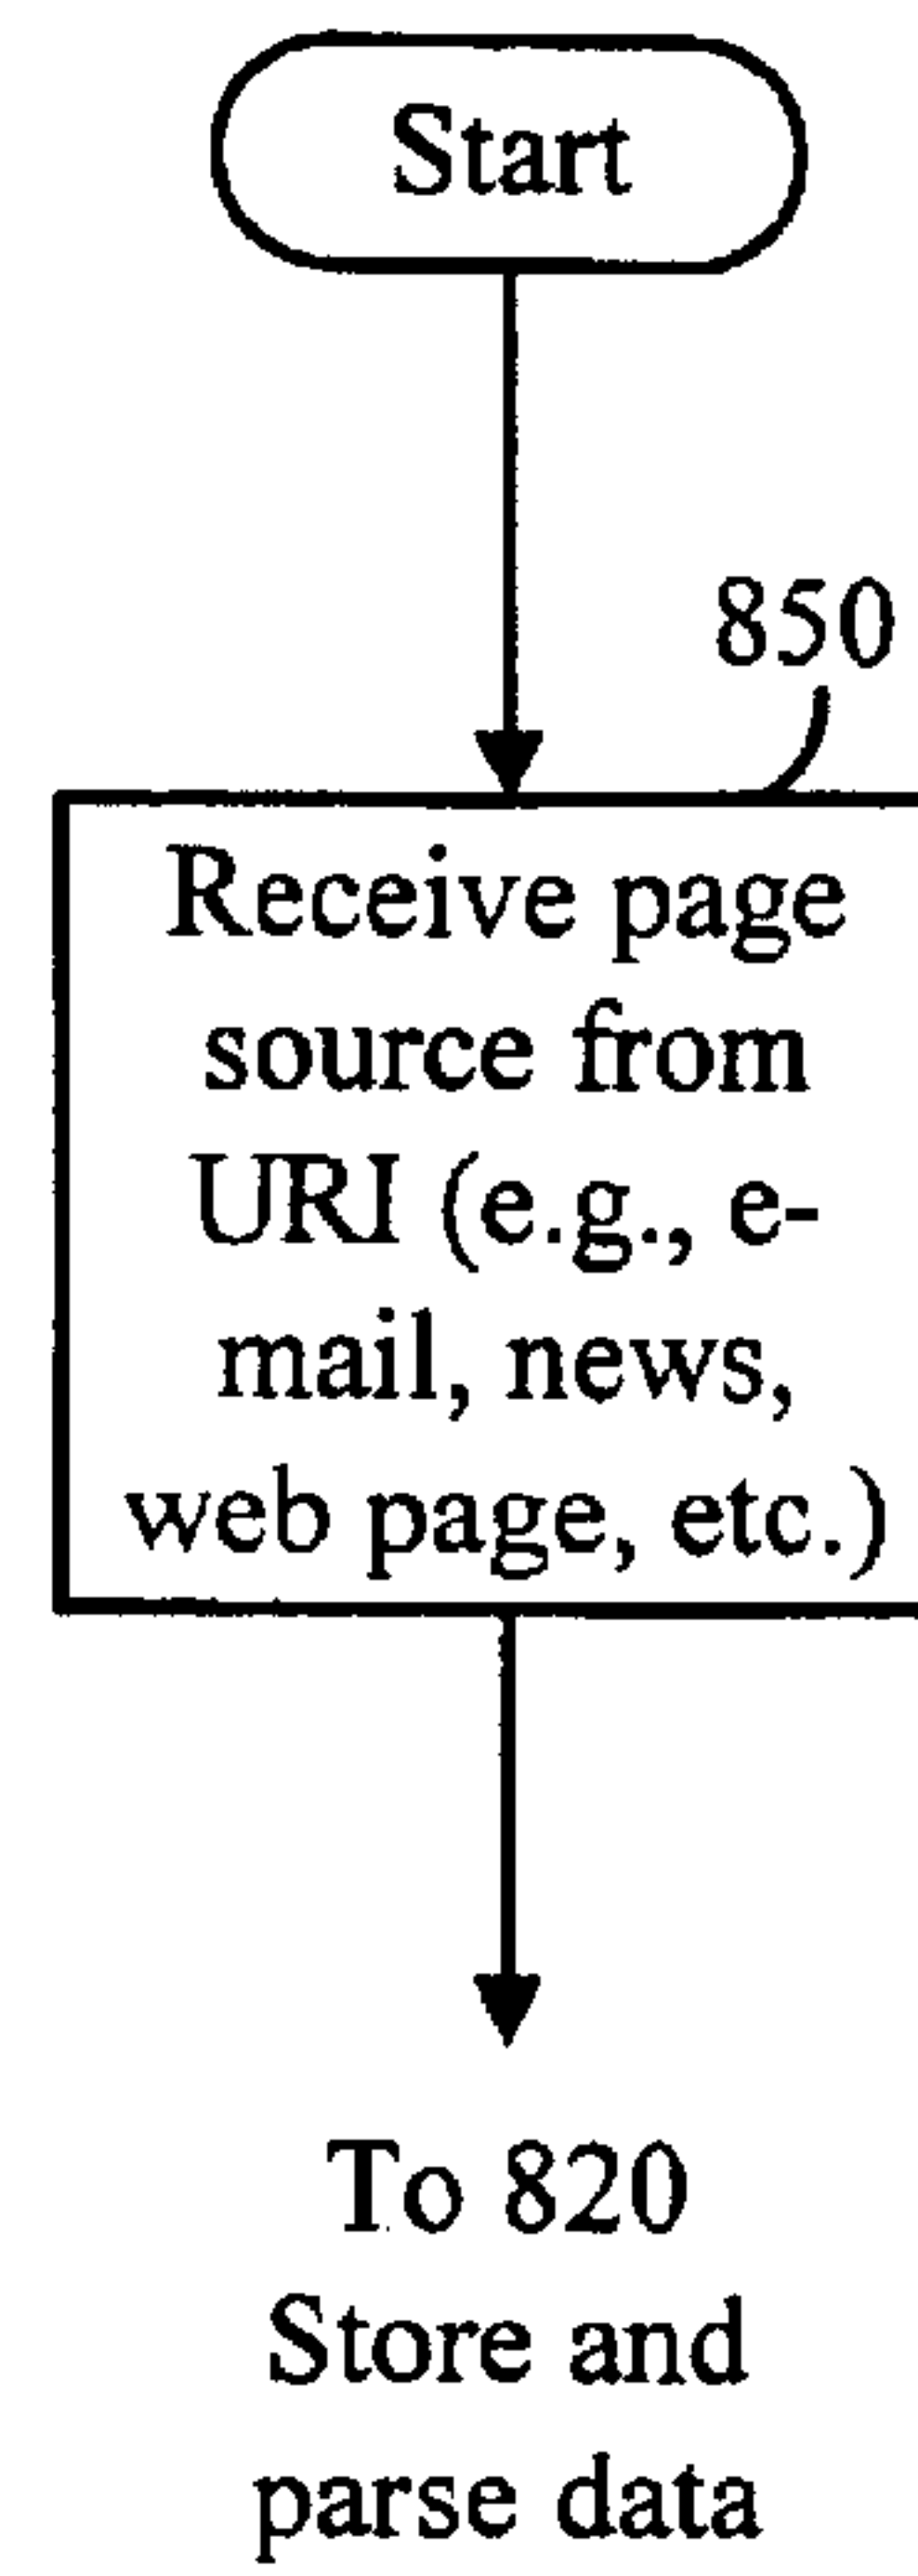 Start
850
Receive page
source from
URI (e.g., e-
mail, news,
web page, etc.)
To 820
Store and
parse data